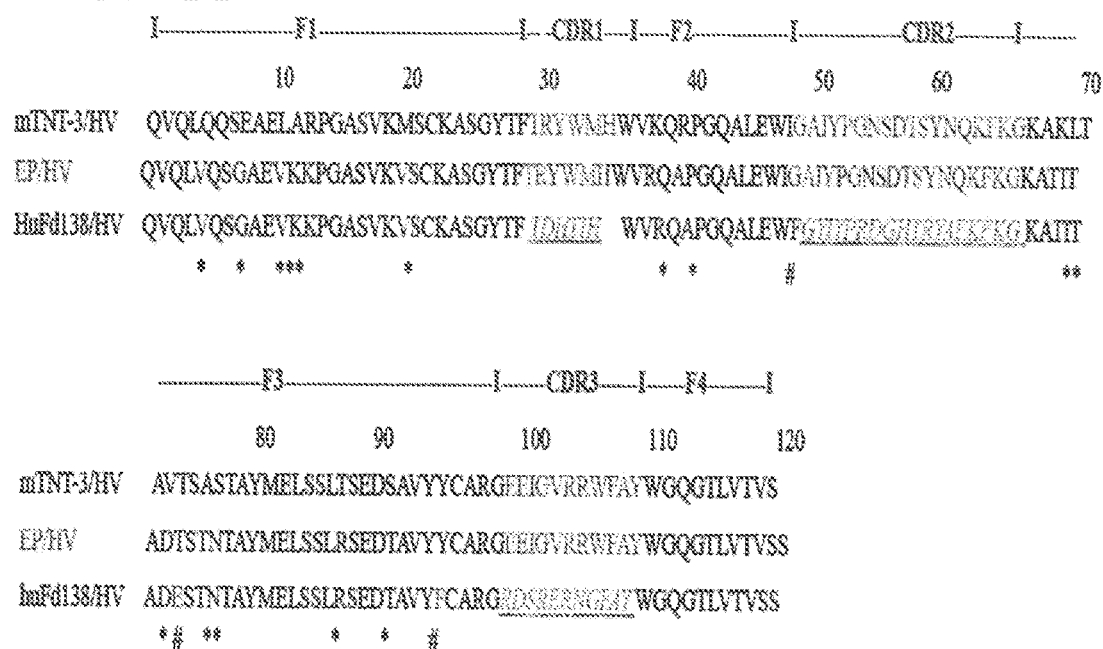 I F1 I CDR1 I F2 I CDR2 I
10 20 30 40 50 60 70
mTNT-3/HV QVQLQQSEAELARPGASVKMSCKASGYTFTRYWMHWVKQRPGQALEWIGAIYPGNSDTSYNQKFKGKAKLT
EP/HV QVQLVQSGAEVKKPGASVKVSCKASGYTFTRYWMHWVRQAPGQALEWIGAIYPGNSDTSYNQKFKGKATIT
HuFd138/HV QVQLVQSGAEVKKPGASVKVSCKASGYTF WVRQAPGQALEWP KATIT
* * *** * * * # **
F3 I CDR3 I F4 I
80 90 100 110 120
mTNT-3/HV AVTSASTAYMELSSLTSEDSAVYYCARGEEIGVRRWFAYWGQGTLVTVS
EP/HV ADTSTNTAYMELSSLRSEDTAVYYCARGEEIGVRRWFAYWGQGTLVTVSS
huFd138/HV ADESTNTAYMELSSLRSEDTAVYFCARG WGQGTLVTVSS
* # ** * * #